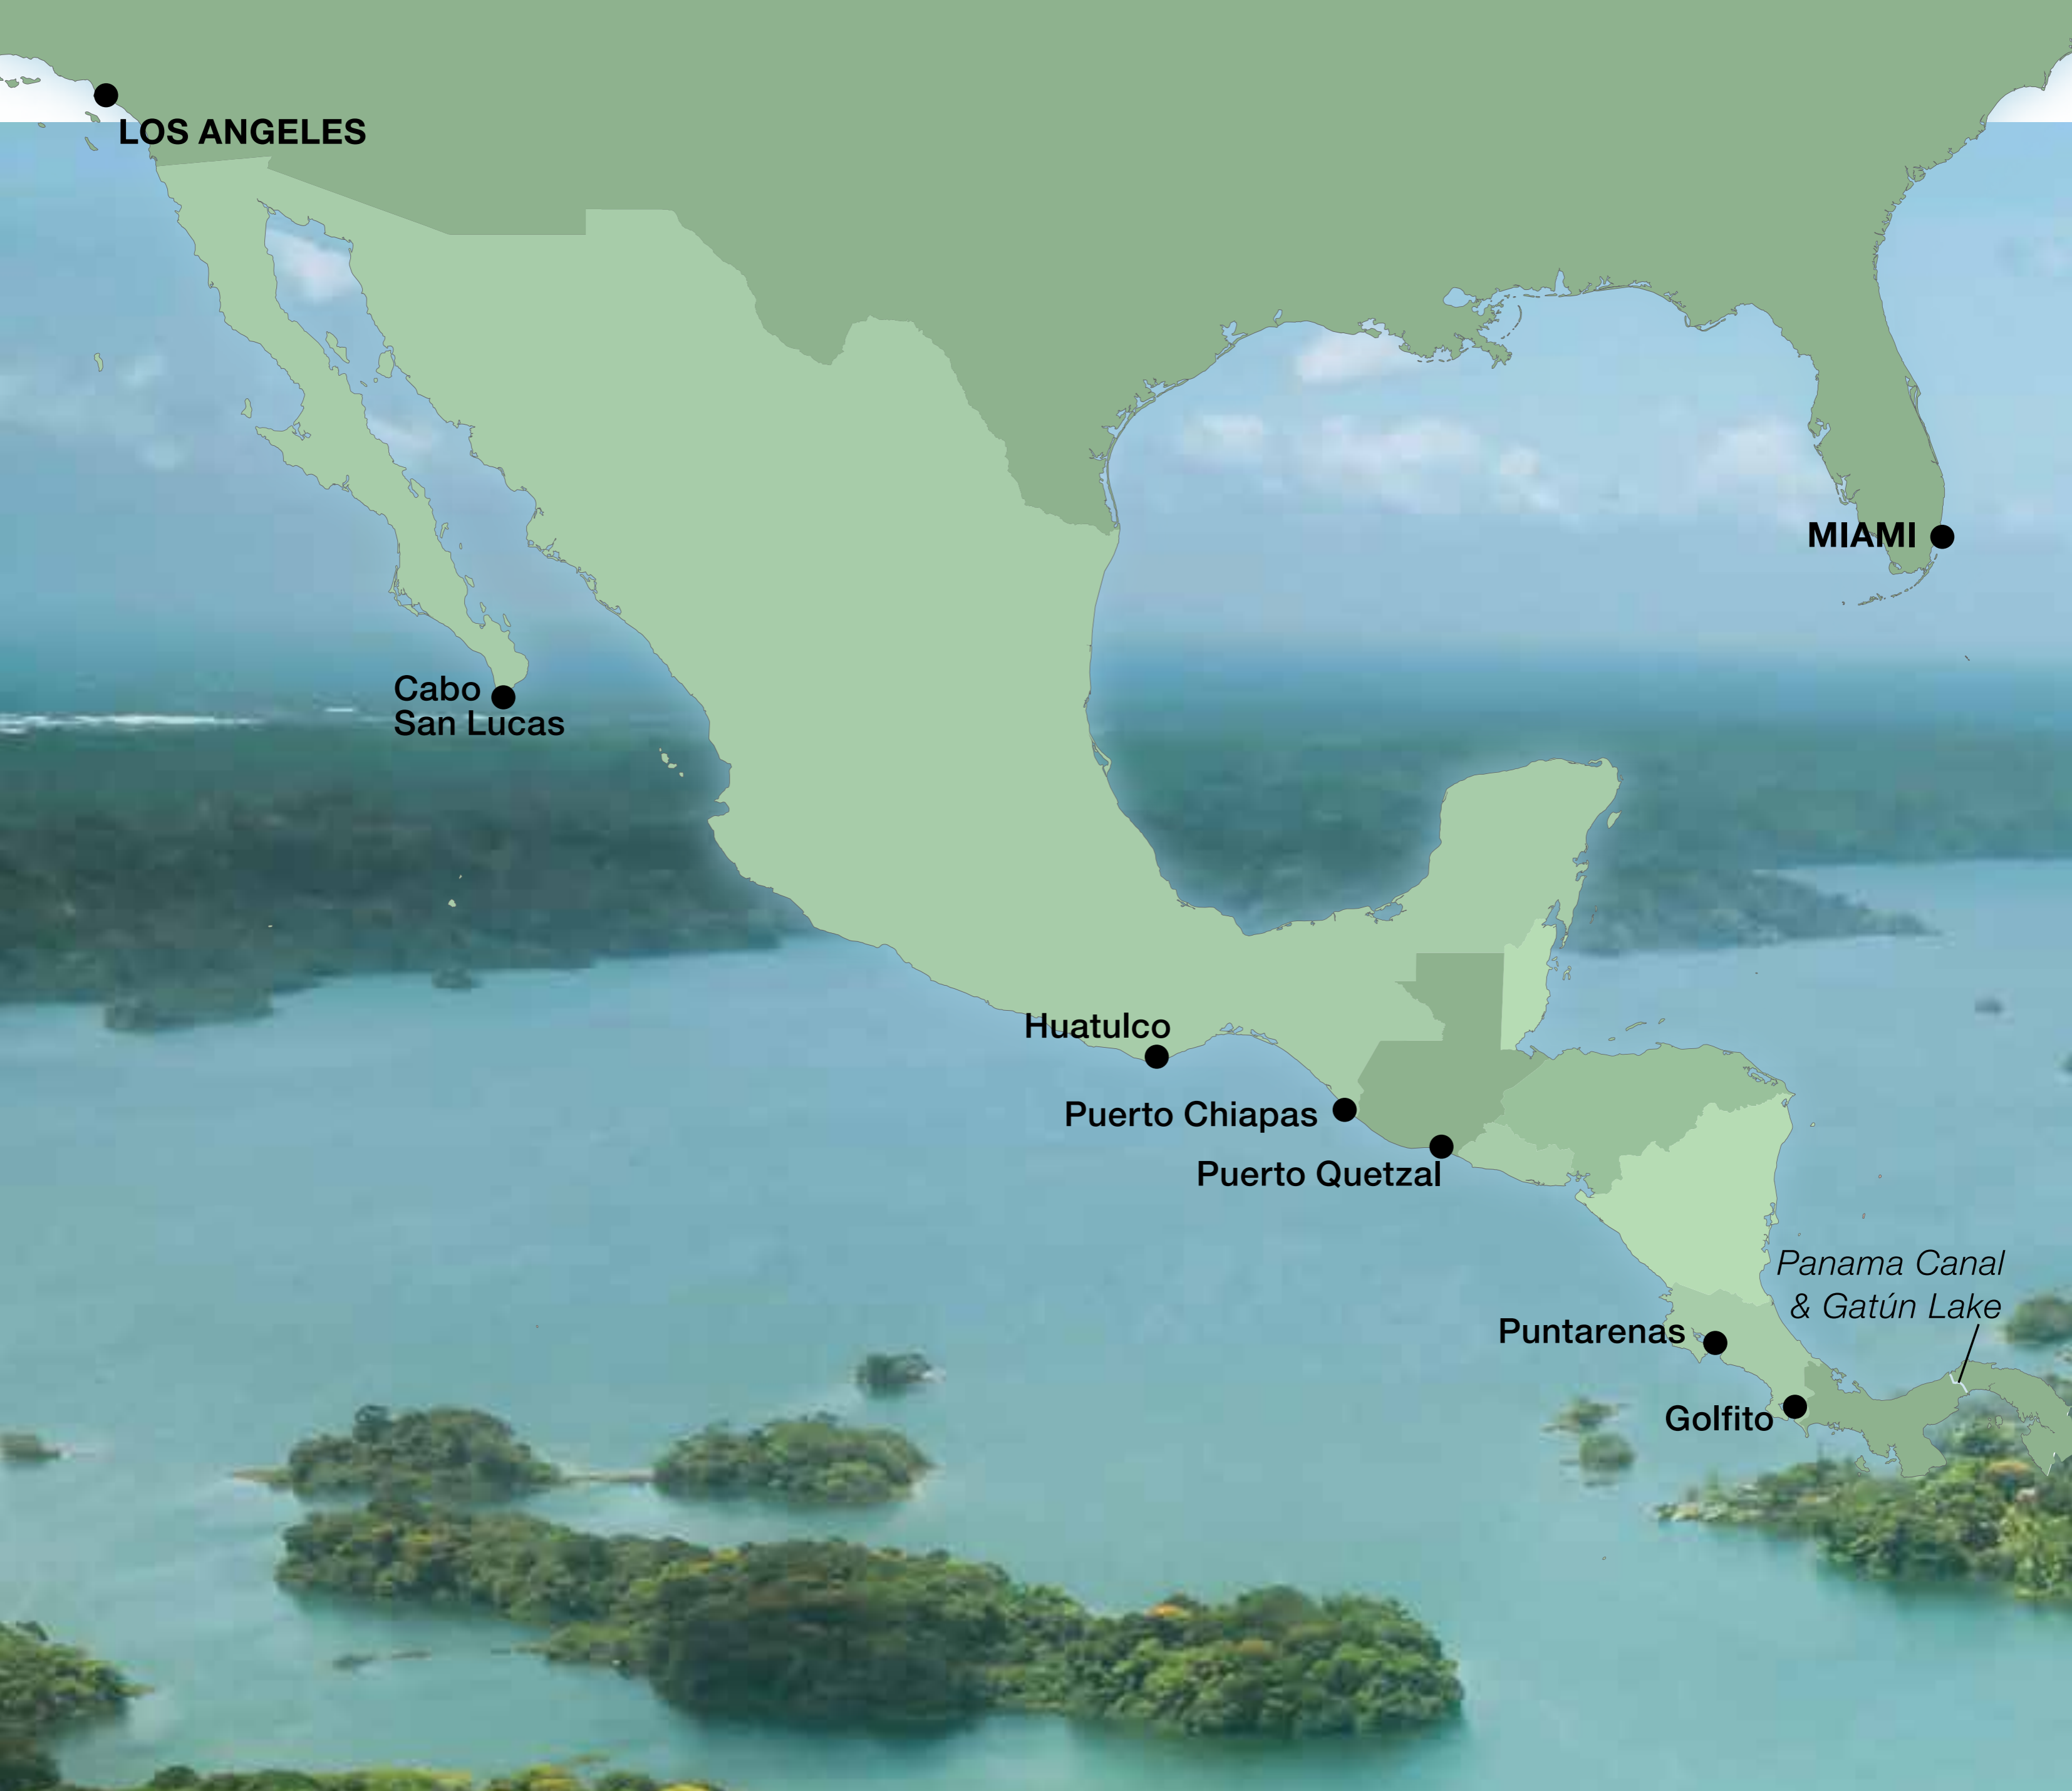 LOS ANGELES
MIAMI
Cabo
San Lucas
Huatulco
Puerto Chiapas
Puerto Quetzal
Panama Canal
& Gatún Lake
Puntarenas
Golfito